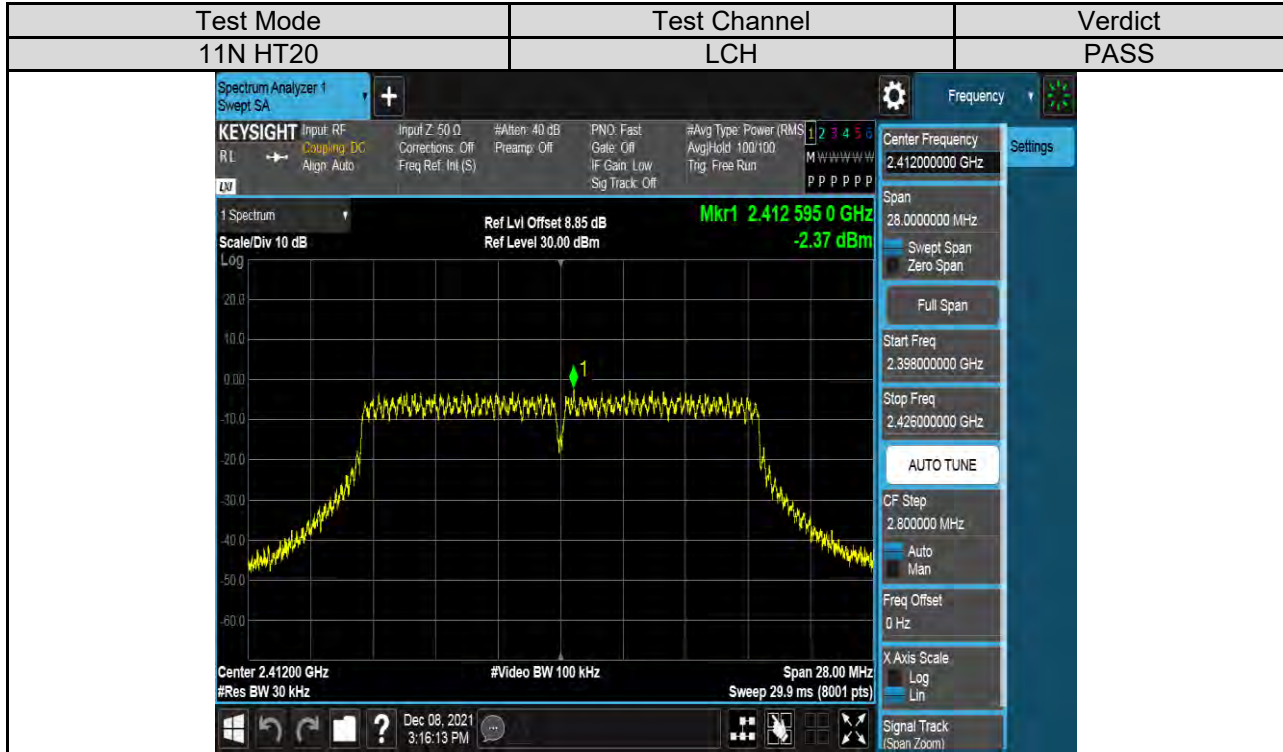 Test Mode Test Channel Verdict
11N HT20 LCH PASS
Spectrum Analyzer 1
Swept SA
+
Frequency
KEYSIGHT Input: RF Input Z: 50 Ω #Atten: 40 dB PNO: Fast #Avg Type: Power (RMS 1 2 3 4 5 6
RL Coupling: DC Corrections: Off Preamp: Off Gate: Off Avg|Hold: 100/100 M W W W W W
Align: Auto Freq Ref: Int (S) IF Gain: Low Trig: Free Run
LXI Sig Track: Off P P P P P P
1 Spectrum
Ref Lvl Offset 8.85 dB Mkr1 2.412 595 0 GHz
Scale/Div 10 dB Ref Level 30.00 dBm -2.37 dBm
Log
20.0
10.0
0.00
1
-10.0
-20.0
-30.0
-40.0
-50.0
-60.0
Center 2.41200 GHz #Video BW 100 kHz Span 28.00 MHz
#Res BW 30 kHz Sweep 29.9 ms (8001 pts)
? Dec 08, 2021
3:16:13 PM
Center Frequency
2.412000000 GHz
Settings
Span
28.0000000 MHz
Swept Span
Zero Span
Full Span
Start Freq
2.398000000 GHz
Stop Freq
2.426000000 GHz
AUTO TUNE
CF Step
2.800000 MHz
Auto
Man
Freq Offset
0 Hz
X Axis Scale
Log
Lin
Signal Track
(Span Zoom)